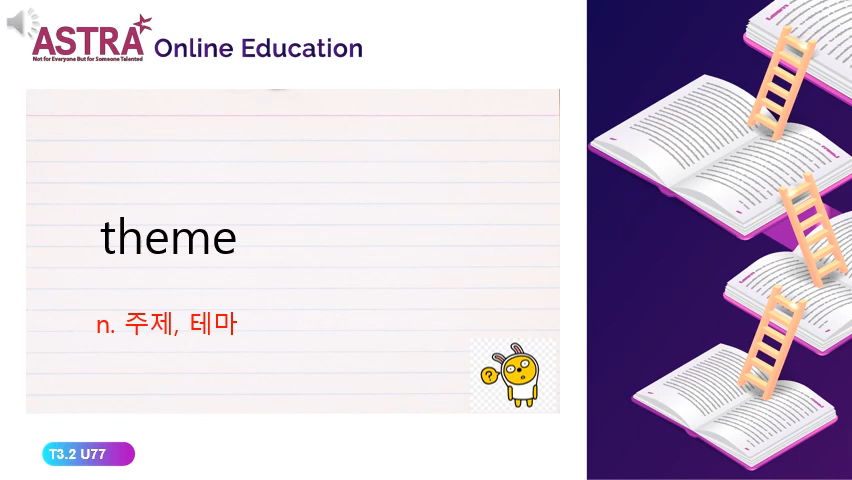 ASTRA Online Education
Not for Everyone But for Someone Talented
theme
n. 주제, 테마
?
T3.2 U77